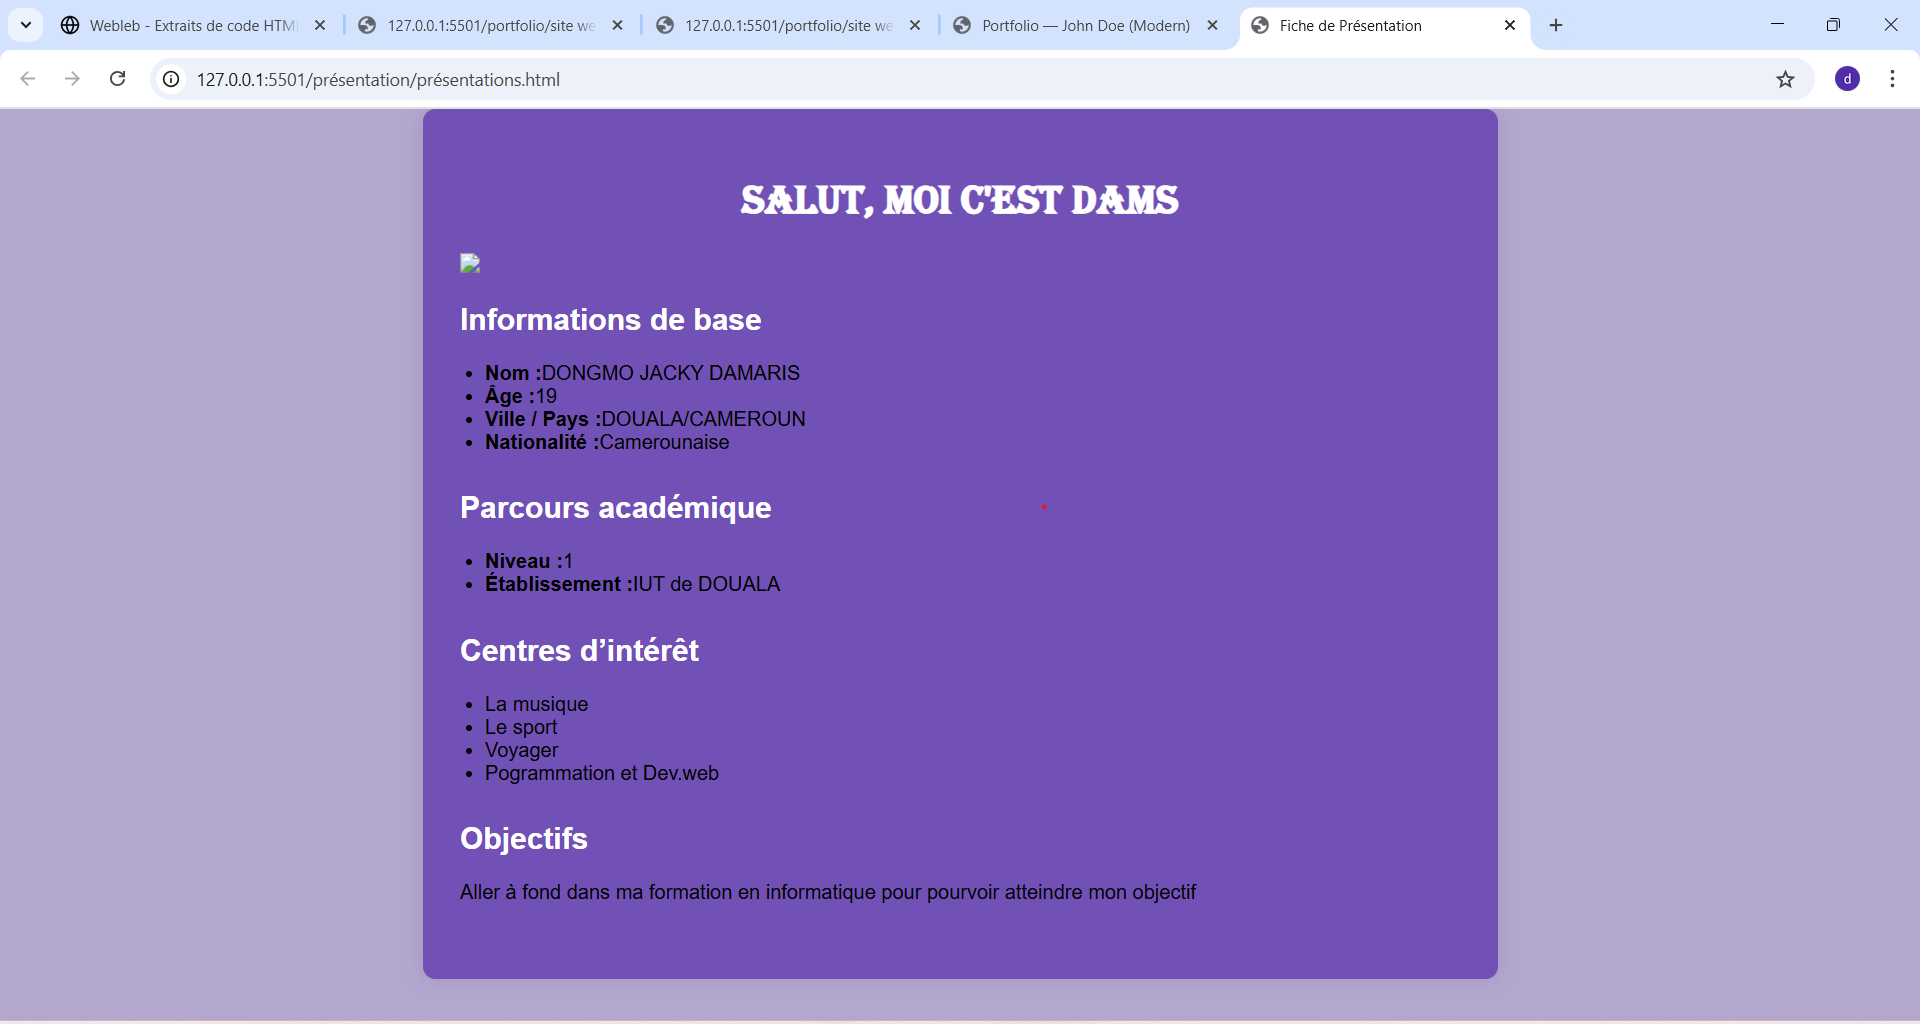 Webleb - Extraits de code HTML
127.0.0.1:5501/portfolio/site we
127.0.0.1:5501/portfolio/site we
Portfolio — John Doe (Modern)
Fiche de Présentation
127.0.0.1:5501/présentation/présentations.html
d
SALUT, MOI C'EST DAMS
Informations de base
Nom :DONGMO JACKY DAMARIS
Âge :19
Ville / Pays :DOUALA/CAMEROUN
Nationalité :Camerounaise
Parcours académique
Niveau :1
Établissement :IUT de DOUALA
Centres d’intérêt
La musique
Le sport
Voyager
Pogrammation et Dev.web
Objectifs
Aller à fond dans ma formation en informatique pour pourvoir atteindre mon objectif